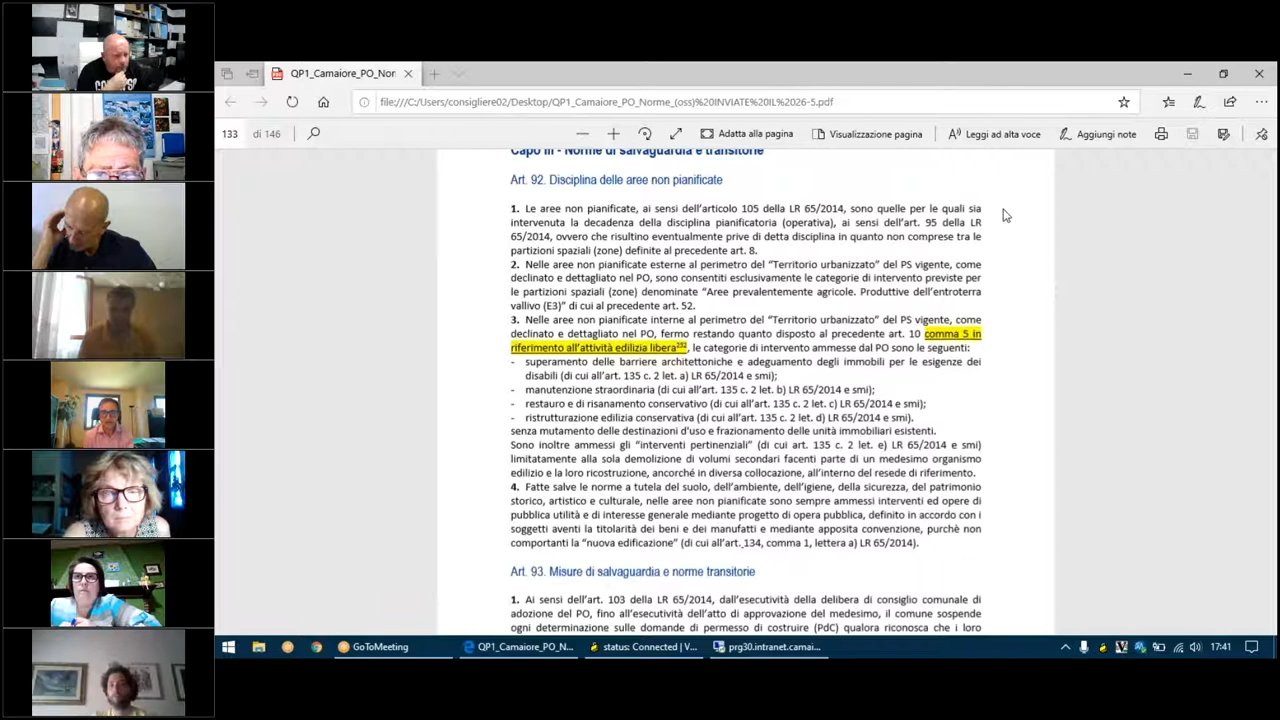 QP1_Camaiore_PO_Nor
file:///C:/Users/consigliere02/Desktop/QP1_Camaiore_PO_Norme_(oss)%20INVIATE%20IL%2026-5.pdf
133 di 146
Adatta alla pagina
Visualizzazione pagina
Leggi ad alta voce
Aggiungi note
Capo III - Norme di salvaguardia e transitorie
Art. 92. Disciplina delle aree non pianificate
1. Le aree non pianificate, ai sensi dell'articolo 105 della LR 65/2014, sono quelle per le quali sia
intervenuta la decadenza della disciplina pianificatoria (operativa), ai sensi dell'art. 95 della LR
65/2014, ovvero che risultino eventualmente prive di detta disciplina in quanto non comprese tra le
partizioni spaziali (zone) definite al precedente art. 8.
2. Nelle aree non pianificate esterne al perimetro del "Territorio urbanizzato" del PS vigente, come
declinato e dettagliato nel PO, sono consentiti esclusivamente le categorie di intervento previste per
le partizioni spaziali (zone) denominate "Aree prevalentemente agricole. Produttive dell'entroterra
vallivo (E3)" di cui al precedente art. 52.
3. Nelle aree non pianificate interne al perimetro del "Territorio urbanizzato" del PS vigente, come
declinato e dettagliato nel PO, fermo restando quanto disposto al precedente art. 10 comma 5 in
riferimento all'attività edilizia libera232, le categorie di intervento ammesse dal PO sono le seguenti:
- superamento delle barriere architettoniche e adeguamento degli immobili per le esigenze dei
disabili (di cui all'art. 135 c. 2 let. a) LR 65/2014 e smi);
- manutenzione straordinaria (di cui all'art. 135 c. 2 let. b) LR 65/2014 e smi);
- restauro e di risanamento conservativo (di cui all'art. 135 c. 2 let. c) LR 65/2014 e smi);
- ristrutturazione edilizia conservativa (di cui all'art. 135 c. 2 let. d) LR 65/2014 e smi).
senza mutamento delle destinazioni d'uso e frazionamento delle unità immobiliari esistenti.
Sono inoltre ammessi gli "interventi pertinenziali" (di cui art. 135 c. 2 let. e) LR 65/2014 e smi)
limitatamente alla sola demolizione di volumi secondari facenti parte di un medesimo organismo
edilizio e la loro ricostruzione, ancorché in diversa collocazione, all'interno del resede di riferimento.
4. Fatte salve le norme a tutela del suolo, dell'ambiente, dell'igiene, della sicurezza, del patrimonio
storico, artistico e culturale, nelle aree non pianificate sono sempre ammessi interventi ed opere di
pubblica utilità e di interesse generale mediante progetto di opera pubblica, definito in accordo con i
soggetti aventi la titolarità dei beni e dei manufatti e mediante apposita convenzione, purchè non
comportanti la "nuova edificazione" (di cui all'art. 134, comma 1, lettera a) LR 65/2014).
Art. 93. Misure di salvaguardia e norme transitorie
1. Ai sensi dell'art. 103 della LR 65/2014, dall'esecutività della delibera di consiglio comunale di
adozione del PO, fino all'esecutività dell'atto di approvazione del medesimo, il comune sospende
ogni determinazione sulle domande di permesso di costruire (PdC) qualora riconosca che i loro
GoToMeeting
QP1_Camaiore_PO_N...
status: Connected | V...
prg30.intranet.camai...
17:41